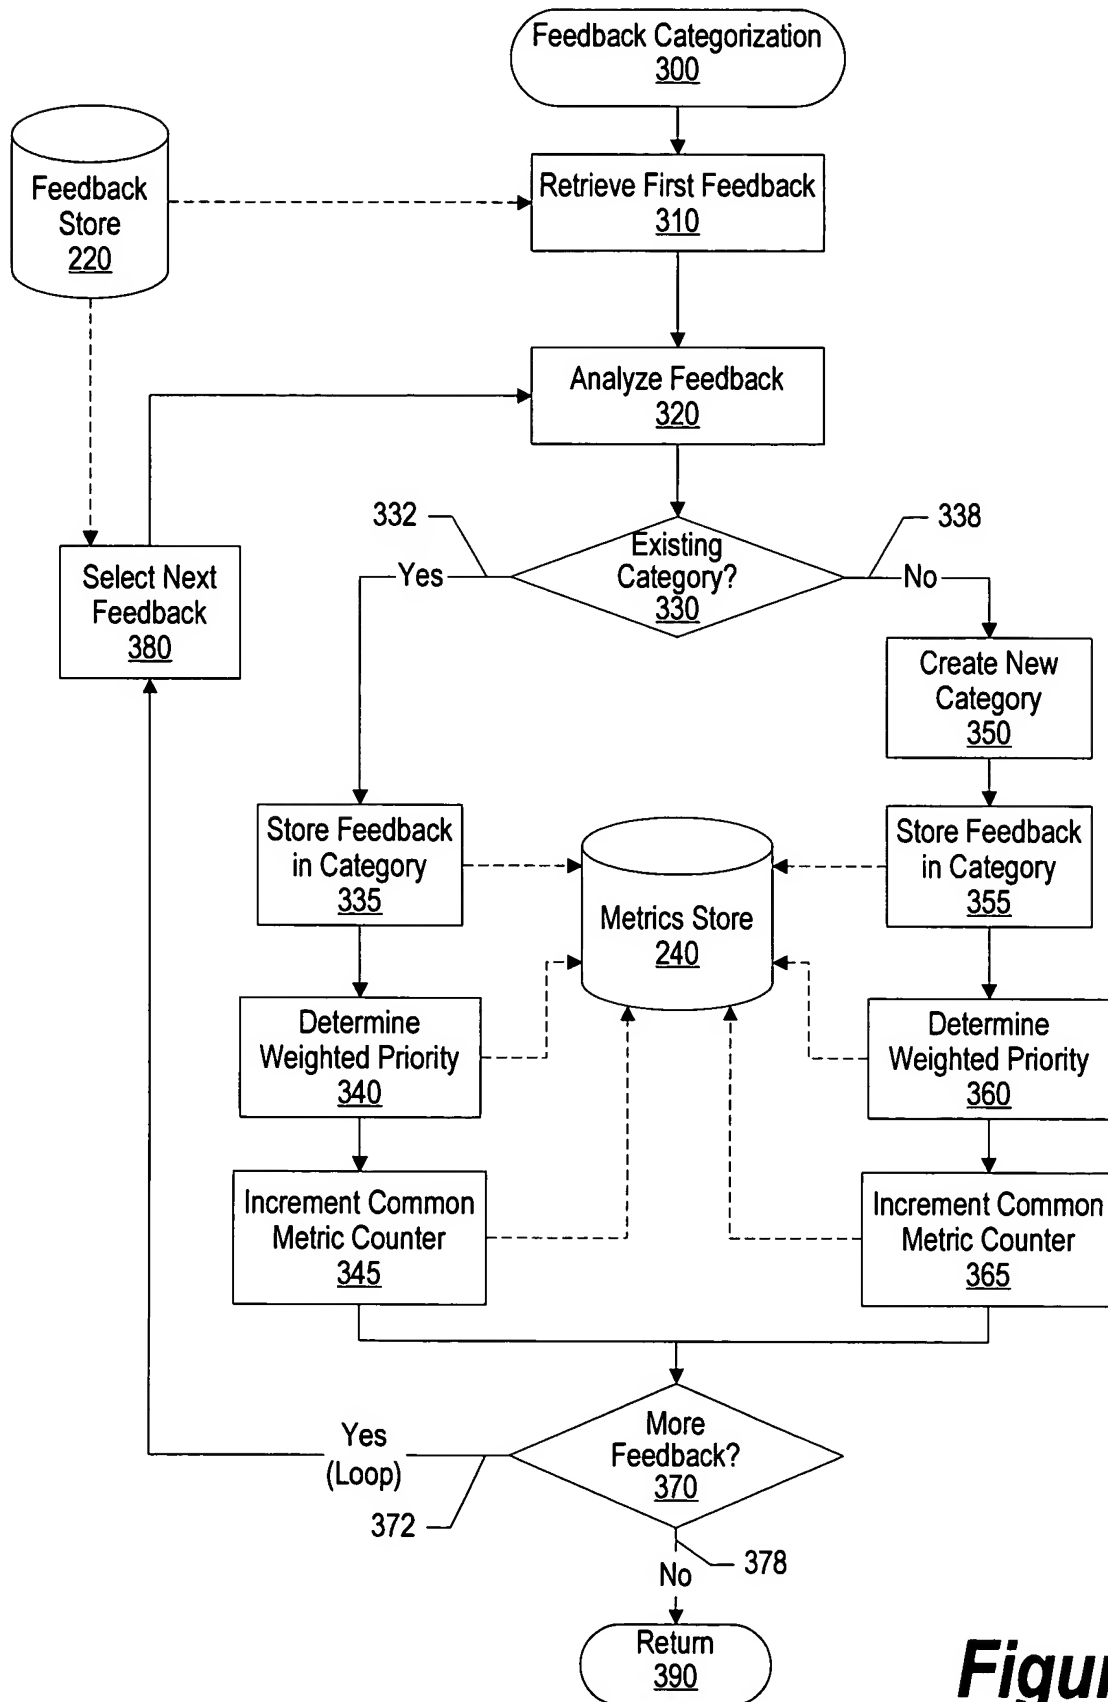 Feedback Categorization
300
Feedback
Store
220
Retrieve First Feedback
310
Analyze Feedback
320
332
338
Existing
Category?
330
Yes
No
Select Next
Feedback
380
Create New
Category
350
Store Feedback
in Category
335
Metrics Store
240
Store Feedback
in Category
355
Determine
Weighted Priority
340
Determine
Weighted Priority
360
Increment Common
Metric Counter
345
Increment Common
Metric Counter
365
More
Feedback?
370
Yes
(Loop)
372
378
No
Return
390
Figur